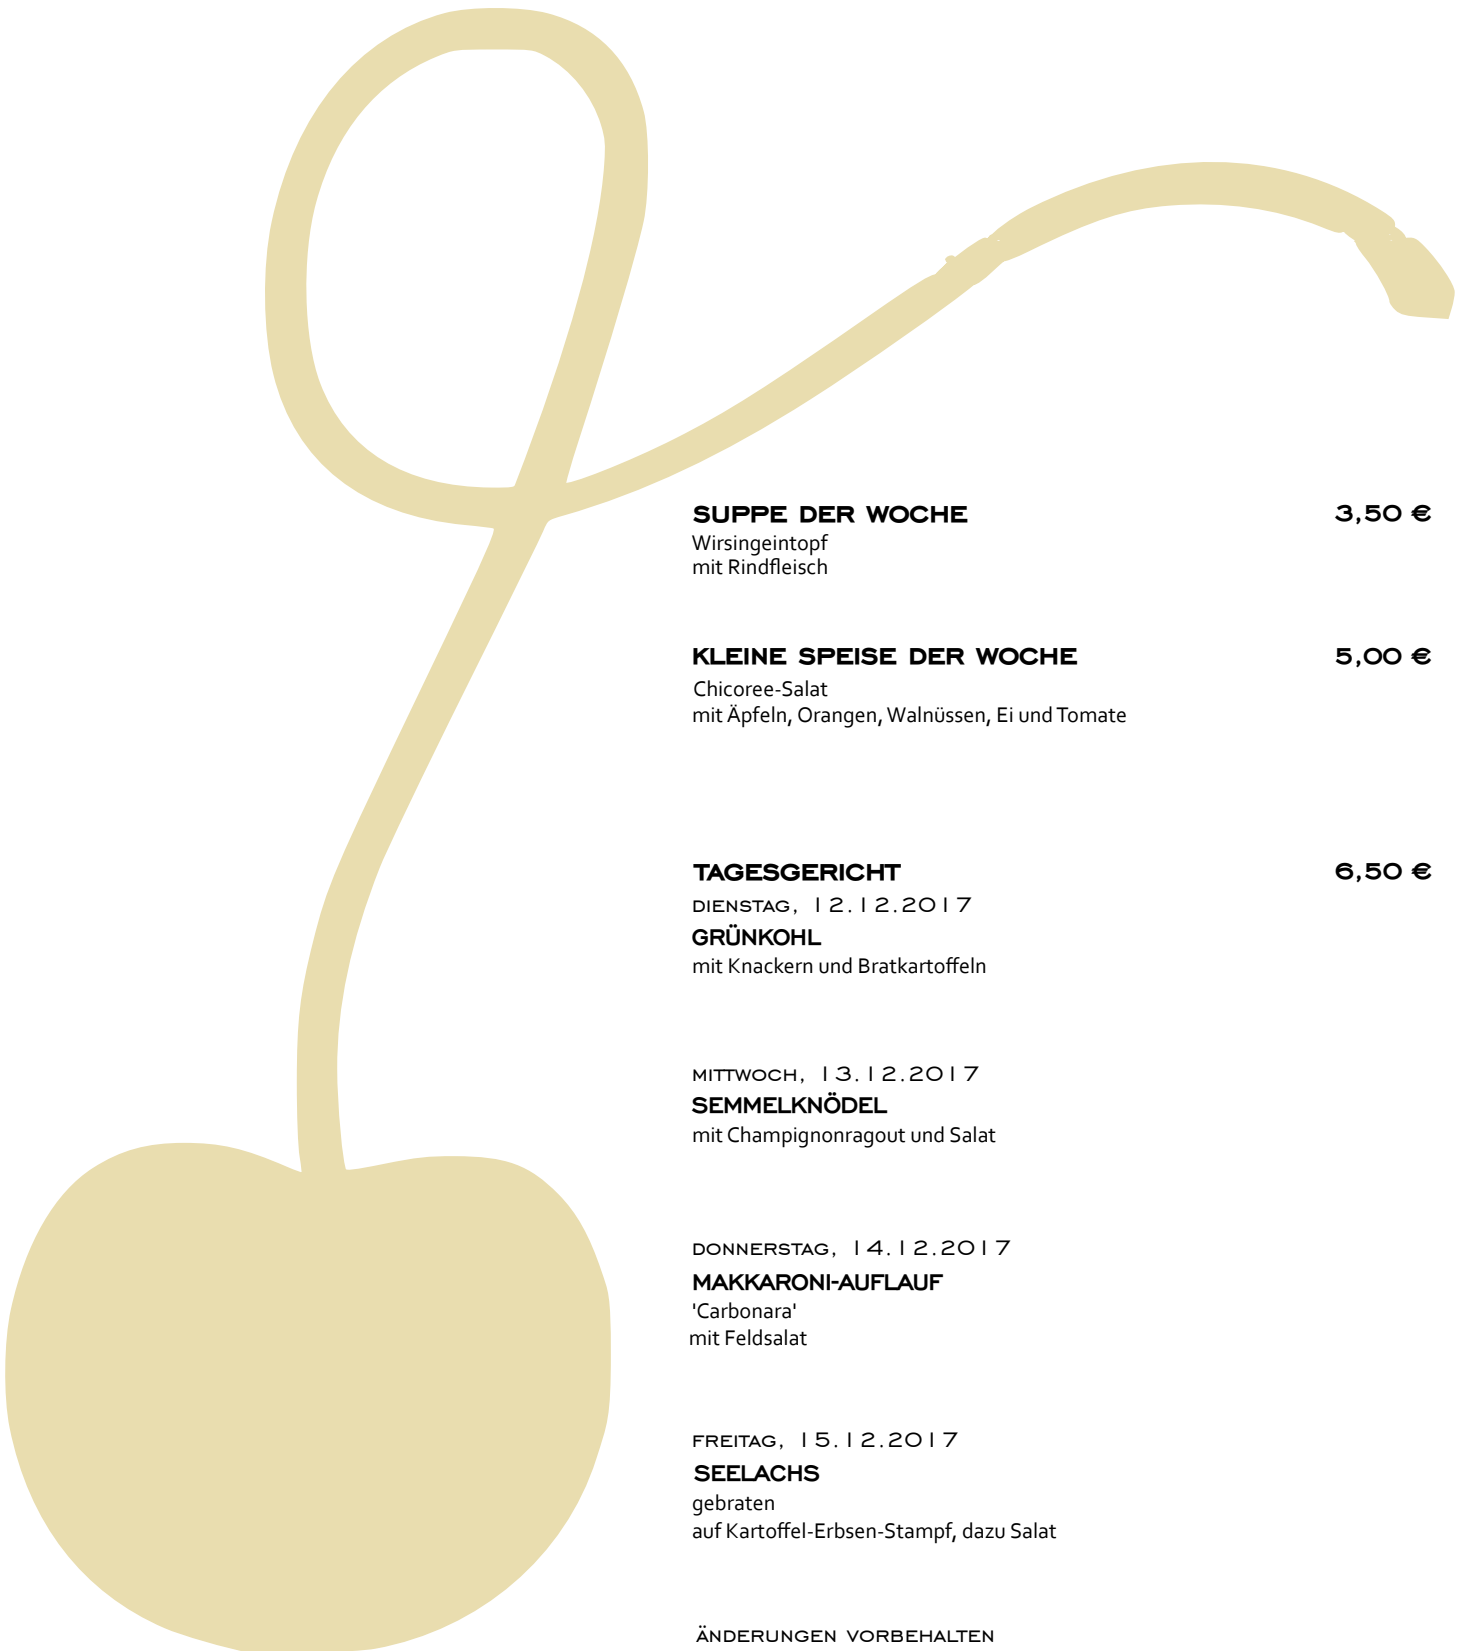 SUPPE DER WOCHE 3,50 €
Wirsingeintopf
mit Rindfleisch
KLEINE SPEISE DER WOCHE 5,00 €
Chicoree-Salat
mit Äpfeln, Orangen, Walnüssen, Ei und Tomate
TAGESGERICHT 6,50 €
DIENSTAG, 12.12.2017
GRÜNKOHL
mit Knackern und Bratkartoffeln
MITTWOCH, 13.12.2017
SEMMELKNÖDEL
mit Champignonragout und Salat
DONNERSTAG, 14.12.2017
MAKKARONI-AUFLAUF
'Carbonara'
mit Feldsalat
FREITAG, 15.12.2017
SEELACHS
gebraten
auf Kartoffel-Erbsen-Stampf, dazu Salat
ÄNDERUNGEN VORBEHALTEN